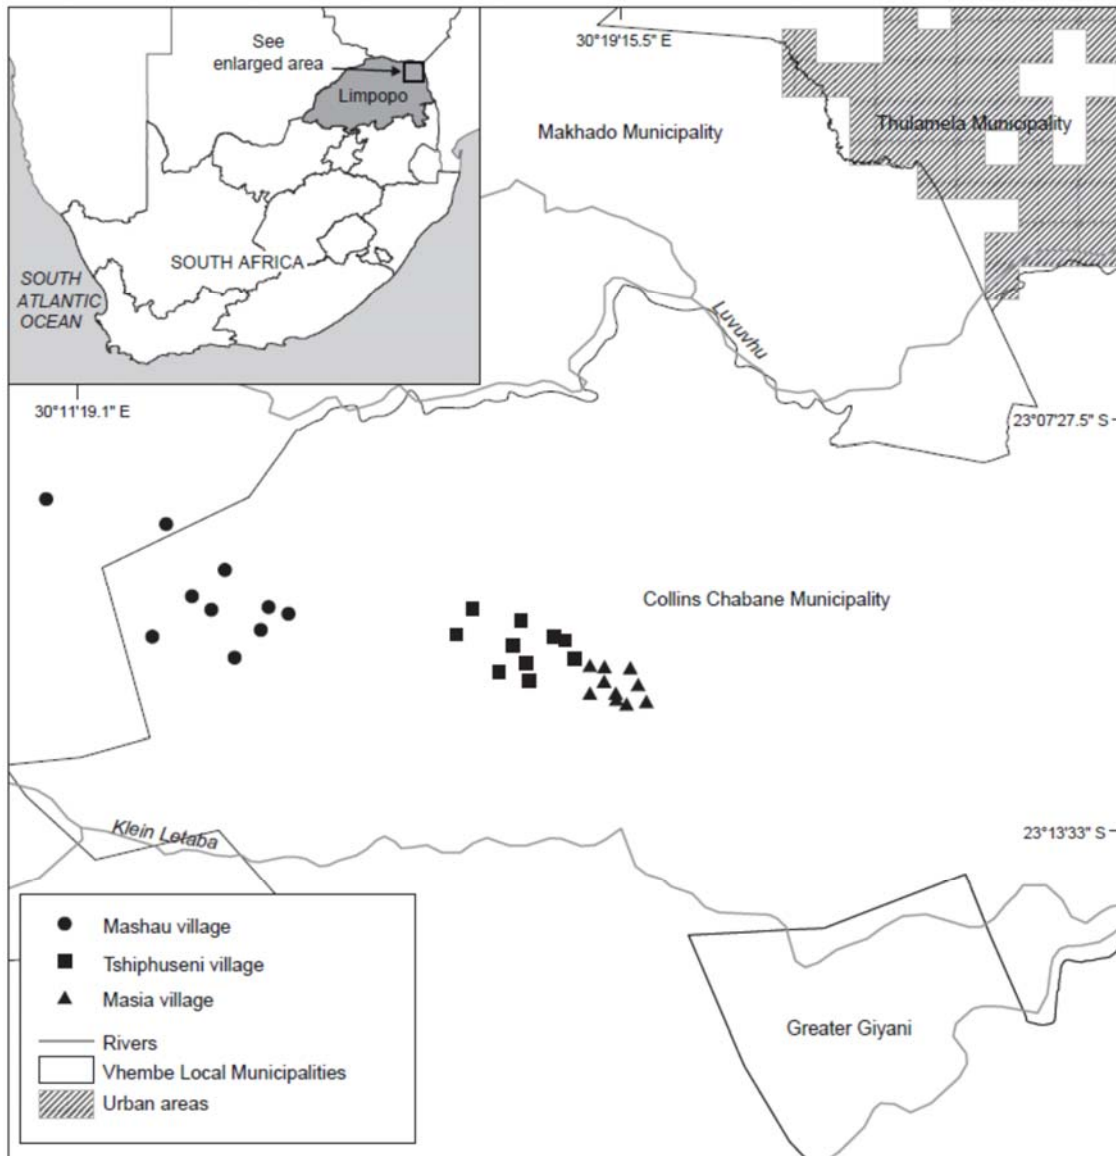 See
enlarged area
Limpopo
SOUTH AFRICA
SOUTH
ATLANTIC
OCEAN
30°19'15.5" E
Makhado Municipality
Thulamela Municipality
Luvuvhu
30°11'19.1" E
23°07'27.5" S
Collins Chabane Municipality
Klein Letaba
23°13'33" S
Mashau village
Tshiphuseni village
Masia village
Rivers
Vhembe Local Municipalities
Urban areas
Greater Giyani